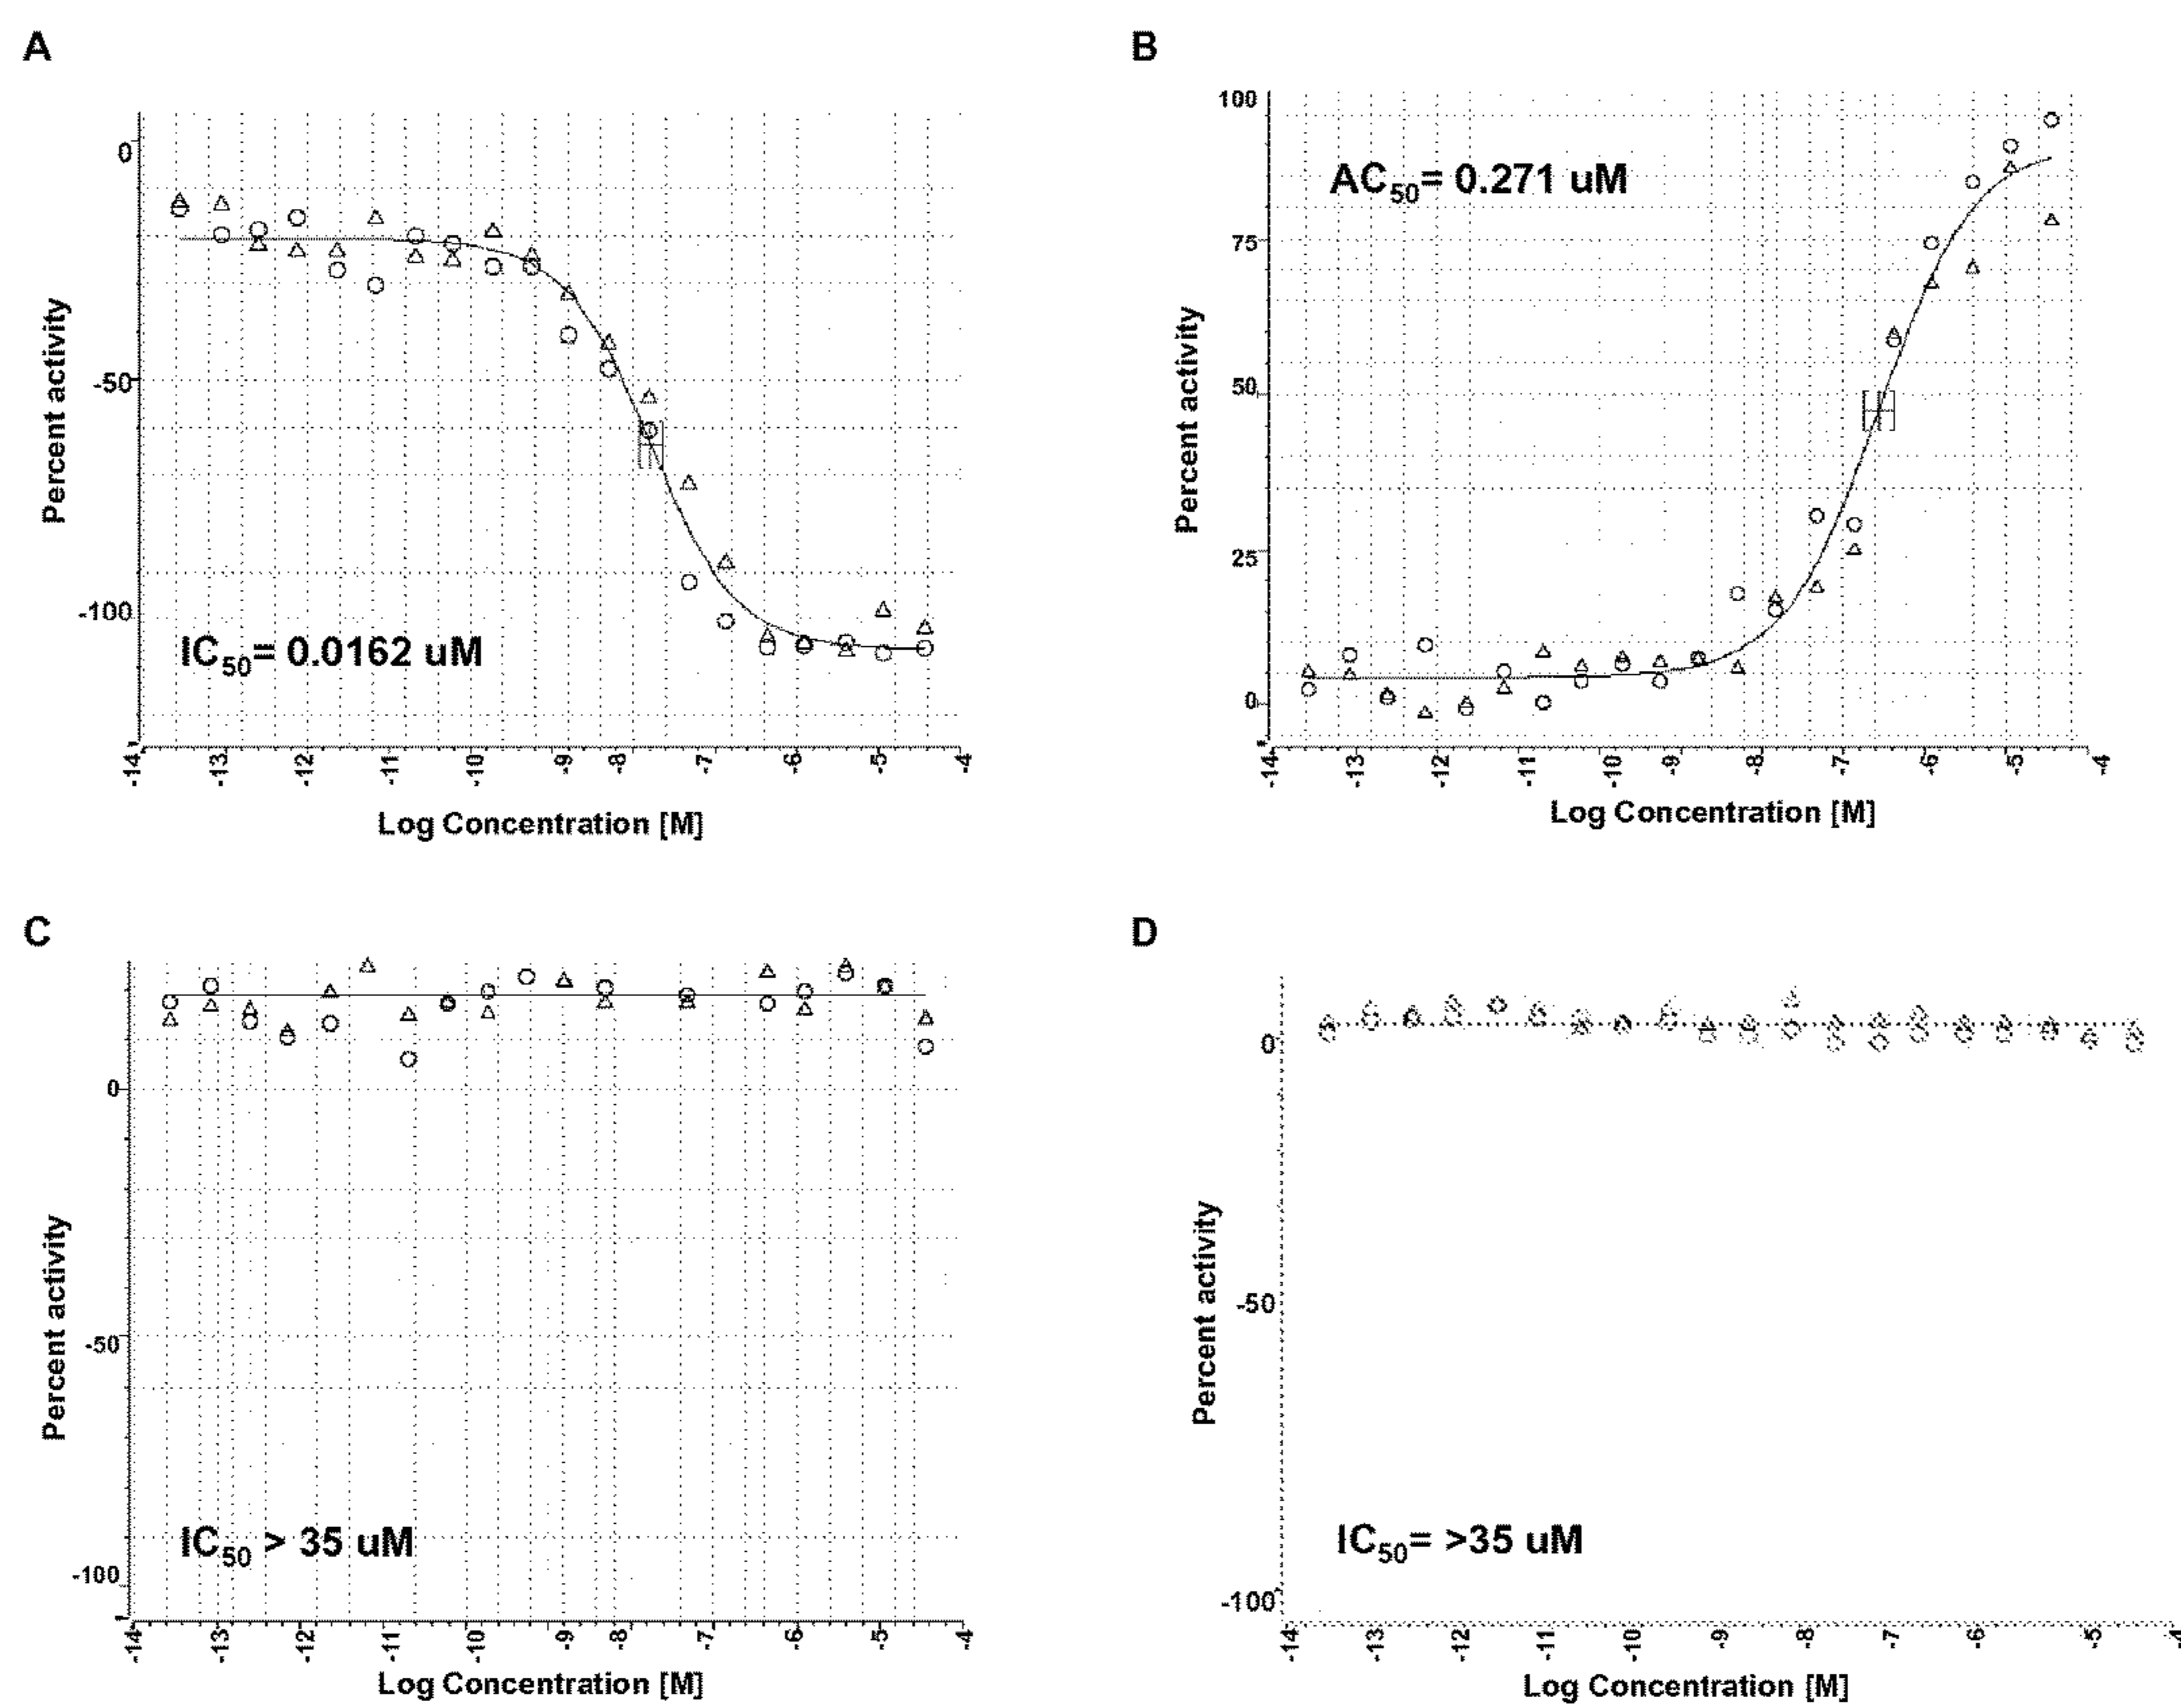 A
0
-50
-100
Percent activity
IC50= 0.0162 uM
-14 -13 -12 -11 -10 -9 -8 -7 -6 -5 -4
Log Concentration [M]
B
100
75
50
25
0
Percent activity
AC50= 0.271 uM
-14 -13 -12 -11 -10 -9 -8 -7 -6 -5 -4
Log Concentration [M]
C
0
-50
-100
Percent activity
IC50 > 35 uM
-14 -13 -12 -11 -10 -9 -8 -7 -6 -5 -4
Log Concentration [M]
D
0
-50
-100
Percent activity
IC50= >35 uM
-14 -13 -12 -11 -10 -9 -8 -7 -6 -5 -4
Log Concentration [M]